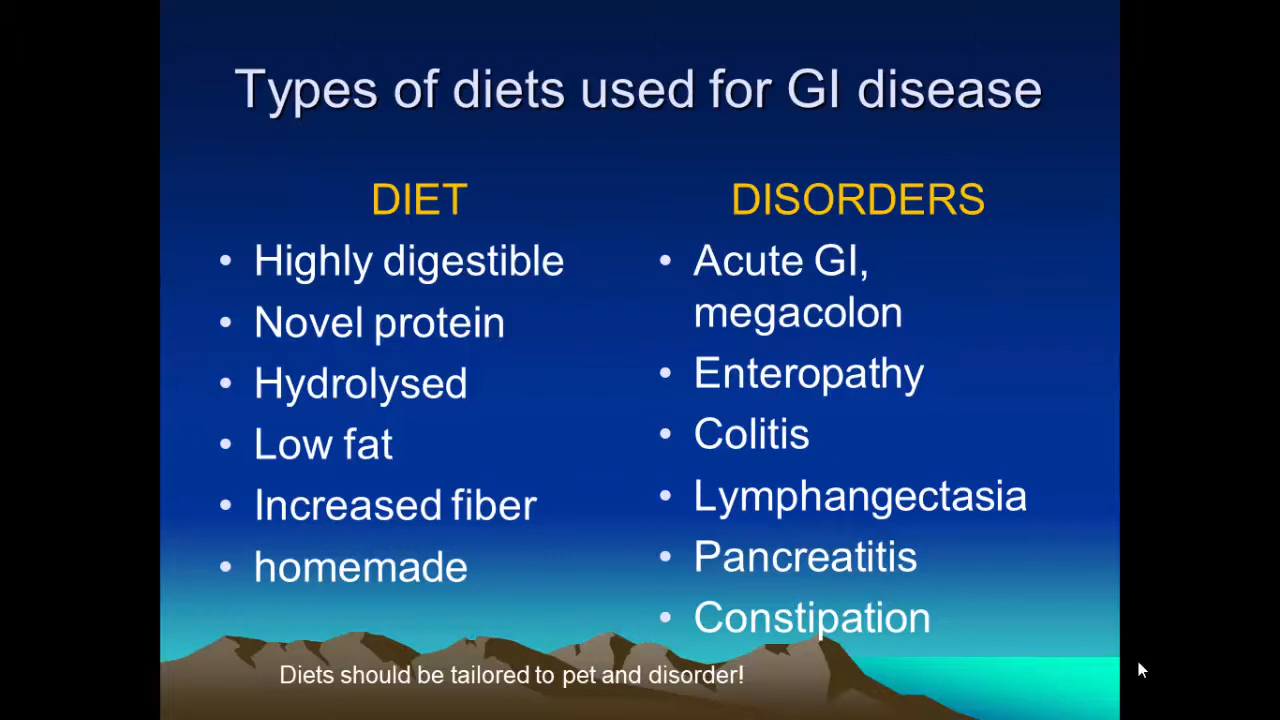 Types of diets used for GI disease
DIET
• Highly digestible
• Novel protein
• Hydrolysed
• Low fat
• Increased fiber
• homemade
DISORDERS
• Acute GI,
megacolon
• Enteropathy
• Colitis
• Lymphangectasia
• Pancreatitis
• Constipation
Diets should be tailored to pet and disorder!